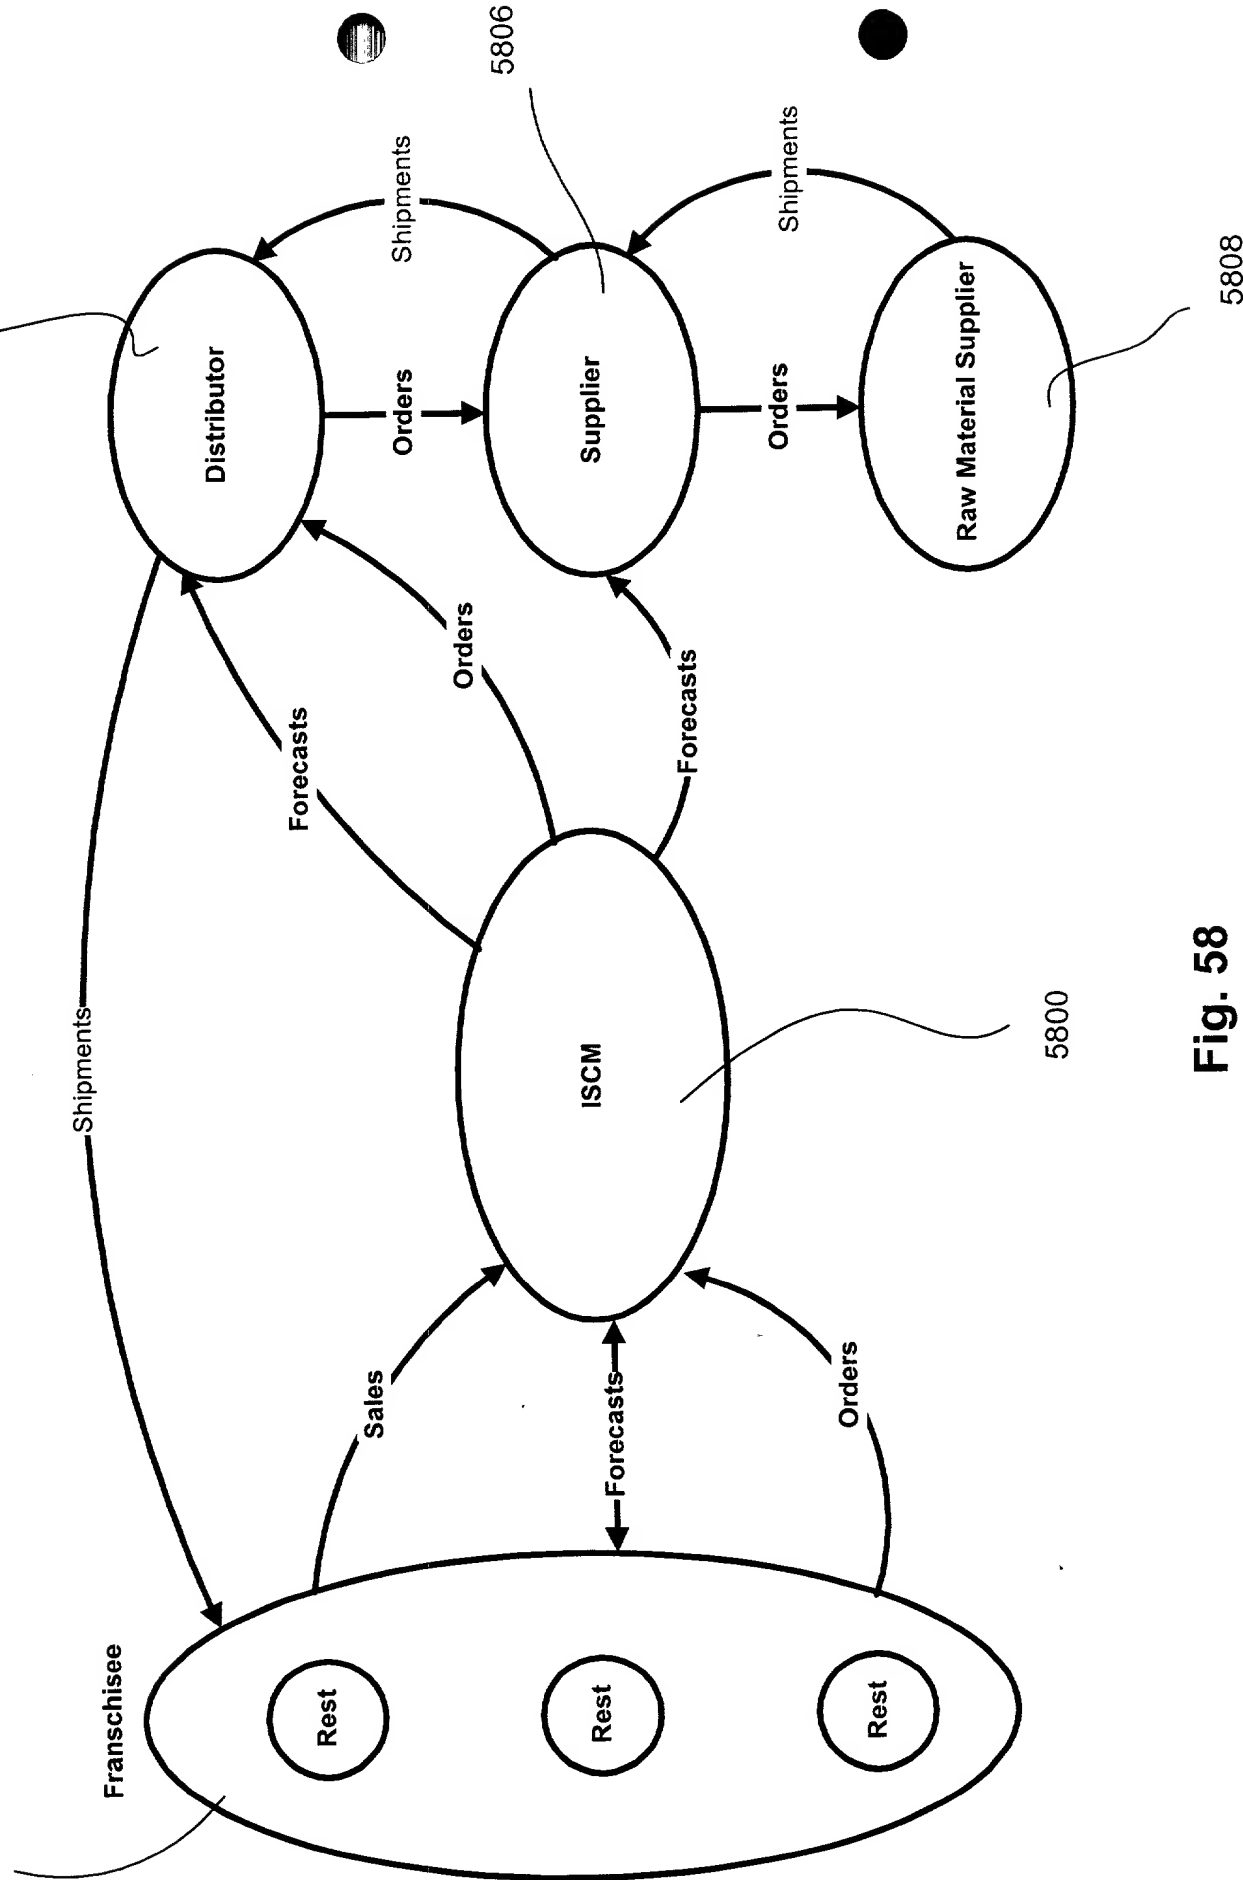 Franschisee
Shipments
Distributor
Rest
Sales
Forecasts
Orders
Shipments
Orders
5806
Rest
Forecasts
ISCM
Forecasts
Supplier
Rest
Orders
Orders
Shipments
Raw Material Supplier
5800
5808
Fig. 58